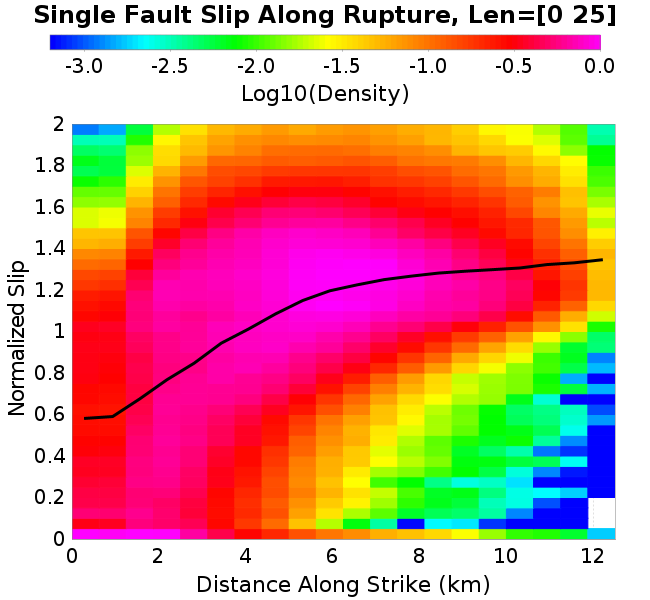 Single Fault Slip Along Rupture, Len=[0 25]
-3.0 -2.5 -2.0 -1.5 -1.0 -0.5 0.0
Log10(Density)
2
1.8
1.6
1.4
1.2
1
0.8
0.6
0.4
0.2
0
Normalized Slip
0 2 4 6 8 10 12
Distance Along Strike (km)